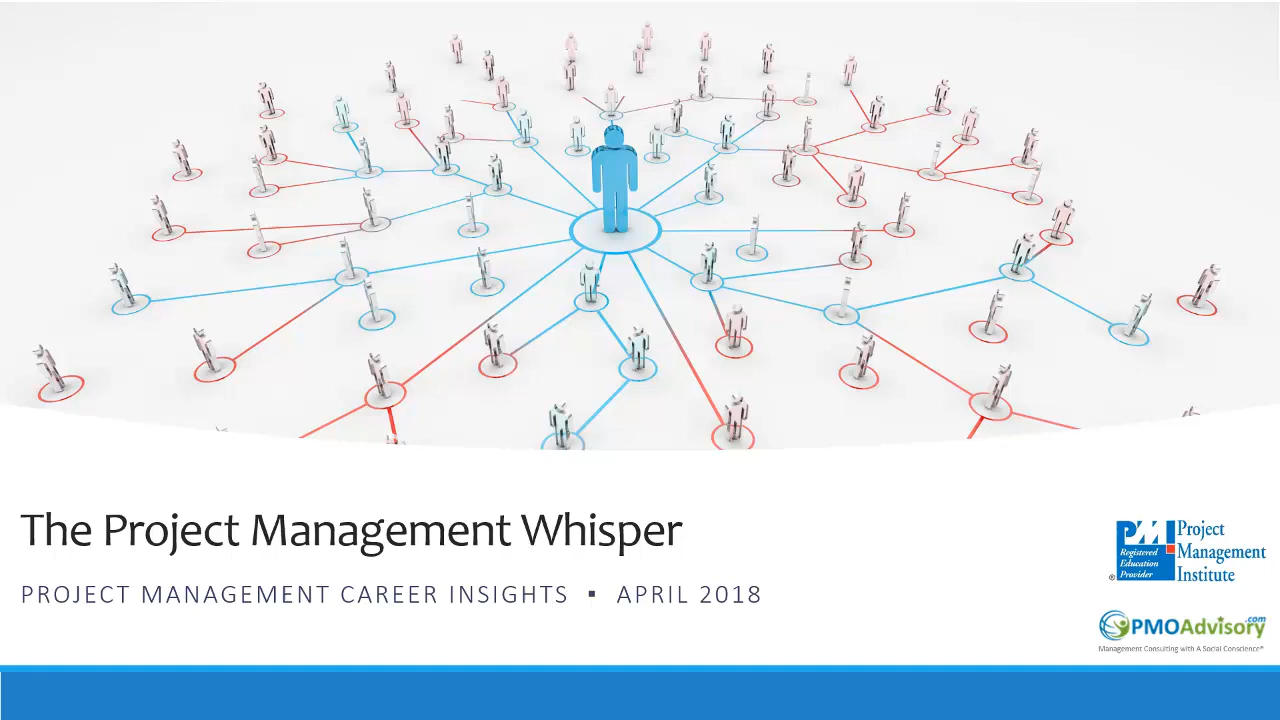 The Project Management Whisper
PROJECT MANAGEMENT CAREER INSIGHTS ▪ APRIL 2018
PMI
Registered
Education
Provider
®
Project
Management
Institute
PMOAdvisory.com
Management Consulting with A Social Conscience®